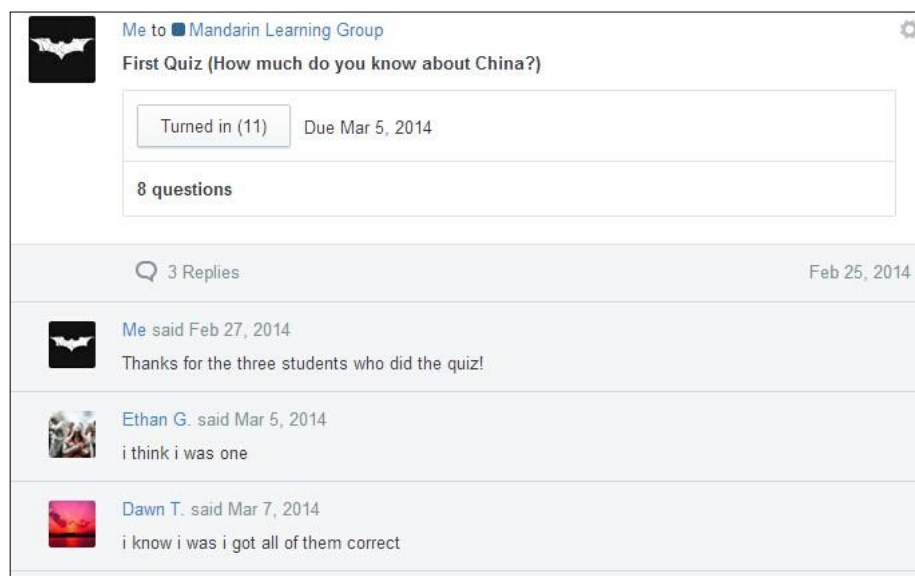 Me to Mandarin Learning Group
First Quiz (How much do you know about China?)
Turned in (11) Due Mar 5, 2014
8 questions
3 Replies Feb 25, 2014
Me said Feb 27, 2014
Thanks for the three students who did the quiz!
Ethan G. said Mar 5, 2014
i think i was one
Dawn T. said Mar 7, 2014
i know i was i got all of them correct